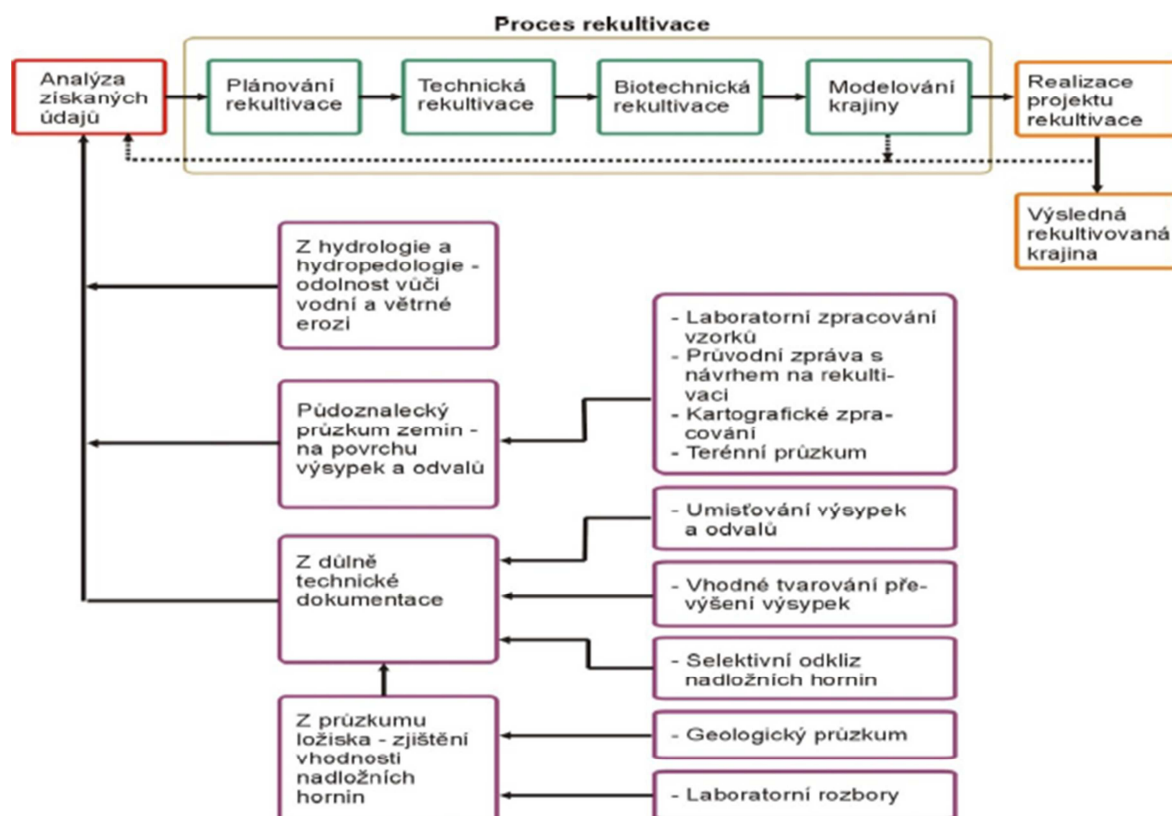 Proces rekultivace
Analýza
získaných
údajů
Plánování
rekultivace
Technická
rekultivace
Biotechnická
rekultivace
Modelování
krajiny
Realizace
projektu
rekultivace
Výsledná
rekultivovaná
krajina
Z hydrologie a
hydropedologie -
odolnost vůči
vodní a větrné
erozi
- Laboratorní zpracování
vzorků
- Průvodní zpráva s
návrhem na rekulti-
vaci
- Kartografické zpra-
cování
- Terénní průzkum
Půdoznalecký
průzkum zemin -
na povrchu
výsypek a odvalů
- Umisťování výsypek
a odvalů
Z důlně
technické
dokumentace
- Vhodné tvarování pře-
výšení výsypek
- Selektivní odkliz
nadložních hornin
Z průzkumu
ložiska - zjištění
vhodnosti
nadložních
hornin
- Geologický průzkum
- Laboratorní rozbory